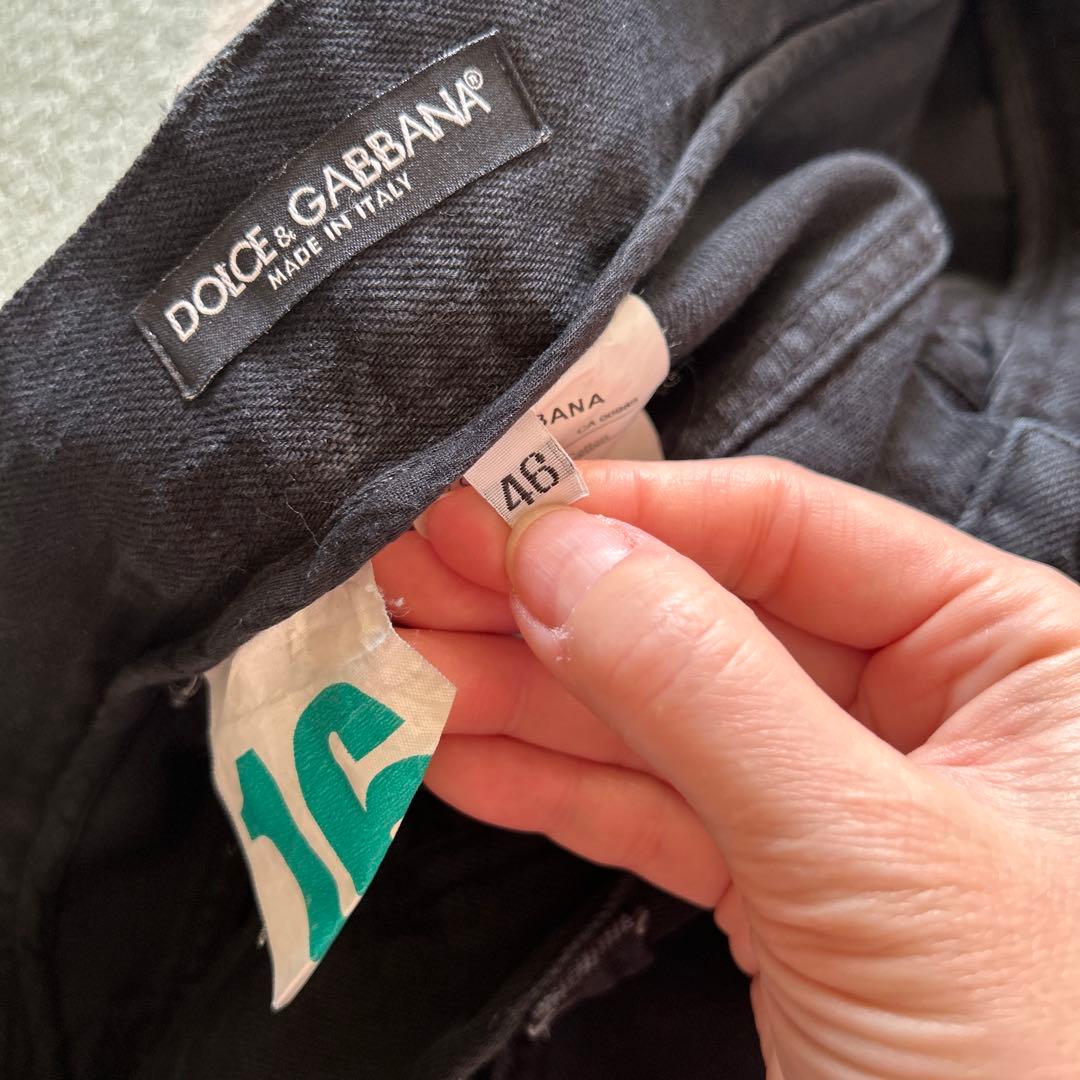 DOLCE & GABBANA®
MADE IN ITALY
BANA
46
16